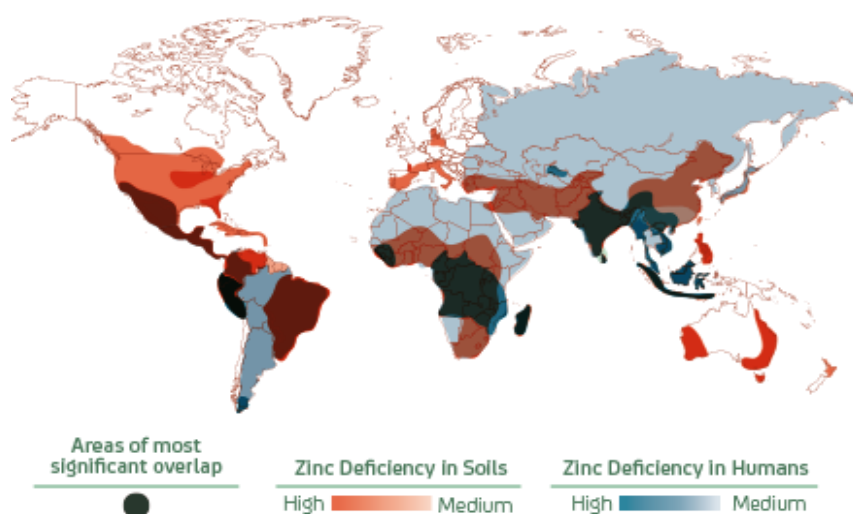 Areas of most
significant overlap
Zinc Deficiency in Soils
High Medium
Zinc Deficiency in Humans
High Medium